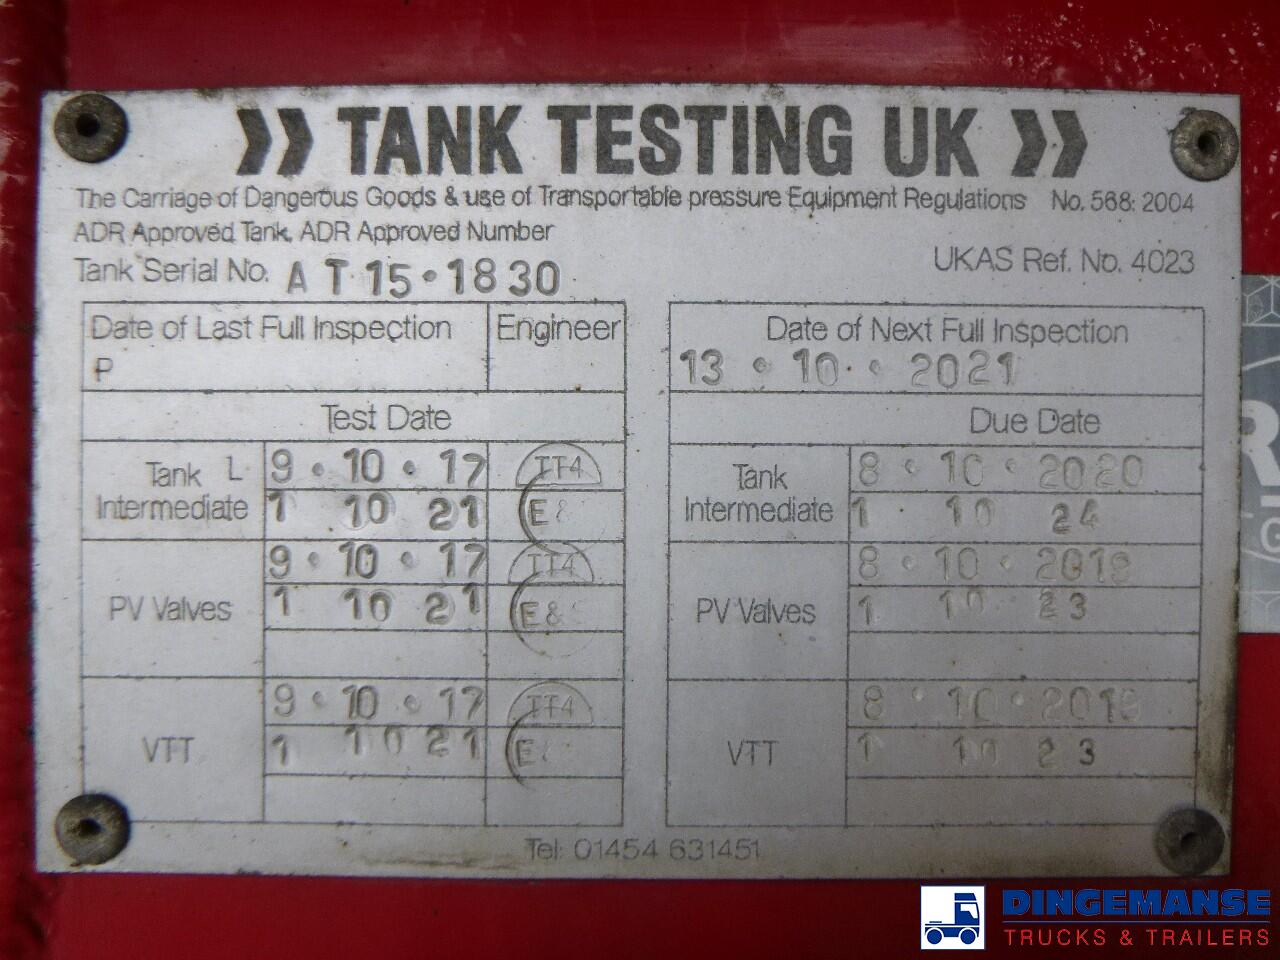 TANK TESTING UK
The Carriage of Dangerous Goods & use of Transportable pressure Equipment Regulations No. 568: 2004
ADR Approved Tank, ADR Approved Number
Tank Serial No. AT15•1830 UKAS Ref. No. 4023
Date of Last Full Inspection Engineer Date of Next Full Inspection
P 13 • 10 • 2021
Test Date Due Date
Tank L 9 • 10 • 17 TT4 Tank 8 • 10 • 2020
Intermediate 1 10 21 E& Intermediate 1 10 24
9 • 10 • 17 TT4 8 • 10 • 2019
PV Valves 1 10 21 E& PV Valves 1 10 23
9 • 10 • 17 TT4 8 • 10 • 2019
VTT 1 10 21 E& VTT 1 10 23
Tel: 01454 631451
DINGEMANSE
TRUCKS & TRAILERS